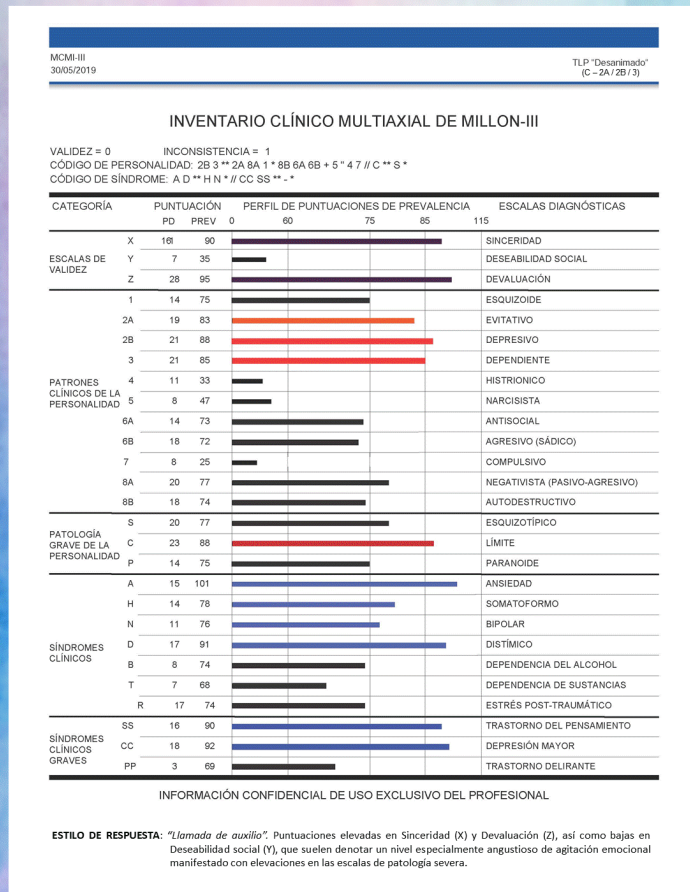 MCMI-III
30/05/2019
TLP "Desanimado"
(C – 2A / 2B / 3)
INVENTARIO CLÍNICO MULTIAXIAL DE MILLON-III
VALIDEZ = 0 INCONSISTENCIA = 1
CÓDIGO DE PERSONALIDAD: 2B 3 ** 2A 8A 1 * 8B 6A 6B + 5 " 4 7 // C ** S *
CÓDIGO DE SÍNDROME: A D ** H N * // CC SS ** - *
CATEGORÍA PUNTUACIÓN PERFIL DE PUNTUACIONES DE PREVALENCIA ESCALAS DIAGNÓSTICAS
PD PREV 0 60 75 85 115
ESCALAS DE VALIDEZ
X 161 90 SINCERIDAD
Y 7 35 DESEABILIDAD SOCIAL
Z 28 95 DEVALUACIÓN
PATRONES CLÍNICOS DE LA PERSONALIDAD
1 14 75 ESQUIZOIDE
2A 19 83 EVITATIVO
2B 21 88 DEPRESIVO
3 21 85 DEPENDIENTE
4 11 33 HISTRIONICO
5 8 47 NARCISISTA
6A 14 73 ANTISOCIAL
6B 18 72 AGRESIVO (SÁDICO)
7 8 25 COMPULSIVO
8A 20 77 NEGATIVISTA (PASIVO-AGRESIVO)
8B 18 74 AUTODESTRUCTIVO
PATOLOGÍA GRAVE DE LA PERSONALIDAD
S 20 77 ESQUIZOTÍPICO
C 23 88 LÍMITE
P 14 75 PARANOIDE
SÍNDROMES CLÍNICOS
A 15 101 ANSIEDAD
H 14 78 SOMATOFORMO
N 11 76 BIPOLAR
D 17 91 DISTÍMICO
B 8 74 DEPENDENCIA DEL ALCOHOL
T 7 68 DEPENDENCIA DE SUSTANCIAS
R 17 74 ESTRÉS POST-TRAUMÁTICO
SÍNDROMES CLÍNICOS GRAVES
SS 16 90 TRASTORNO DEL PENSAMIENTO
CC 18 92 DEPRESIÓN MAYOR
PP 3 69 TRASTORNO DELIRANTE
INFORMACIÓN CONFIDENCIAL DE USO EXCLUSIVO DEL PROFESIONAL
ESTILO DE RESPUESTA: "Llamada de auxilio". Puntuaciones elevadas en Sinceridad (X) y Devaluación (Z), así como bajas en
Deseabilidad social (Y), que suelen denotar un nivel especialmente angustioso de agitación emocional
manifestado con elevaciones en las escalas de patología severa.